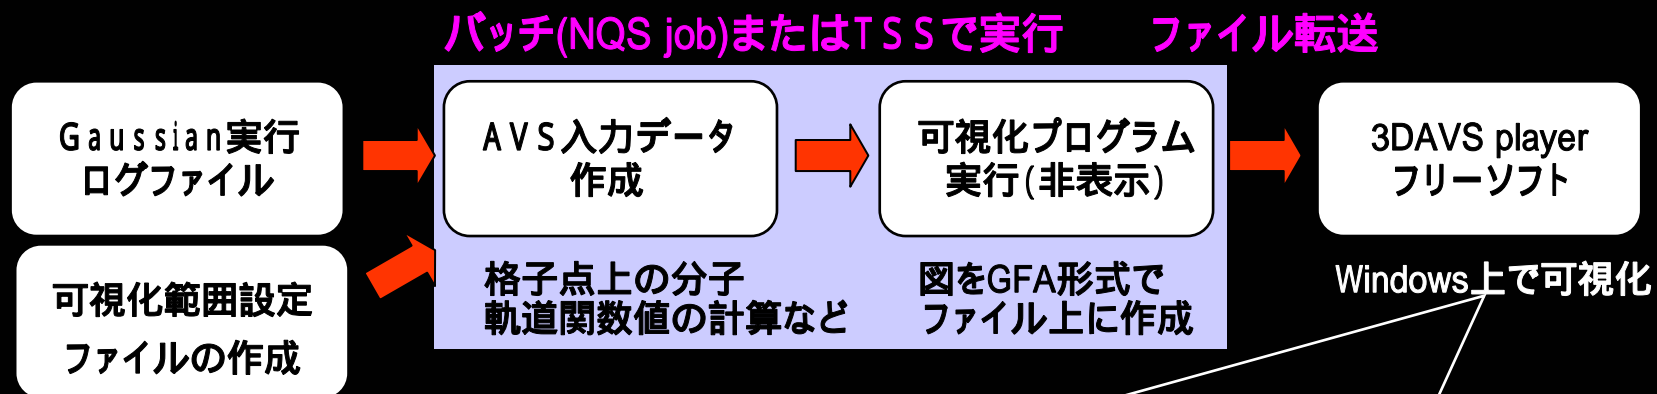 バッチ(NQS job)またはTSSで実行
ファイル転送
Gaussian実行
ログファイル
可視化範囲設定
ファイルの作成
AVS入力データ
作成
格子点上の分子
軌道関数値の計算など
可視化プログラム
実行(非表示)
図をGFA形式で
ファイル上に作成
3DAVS player
フリーソフト
Windows上で可視化